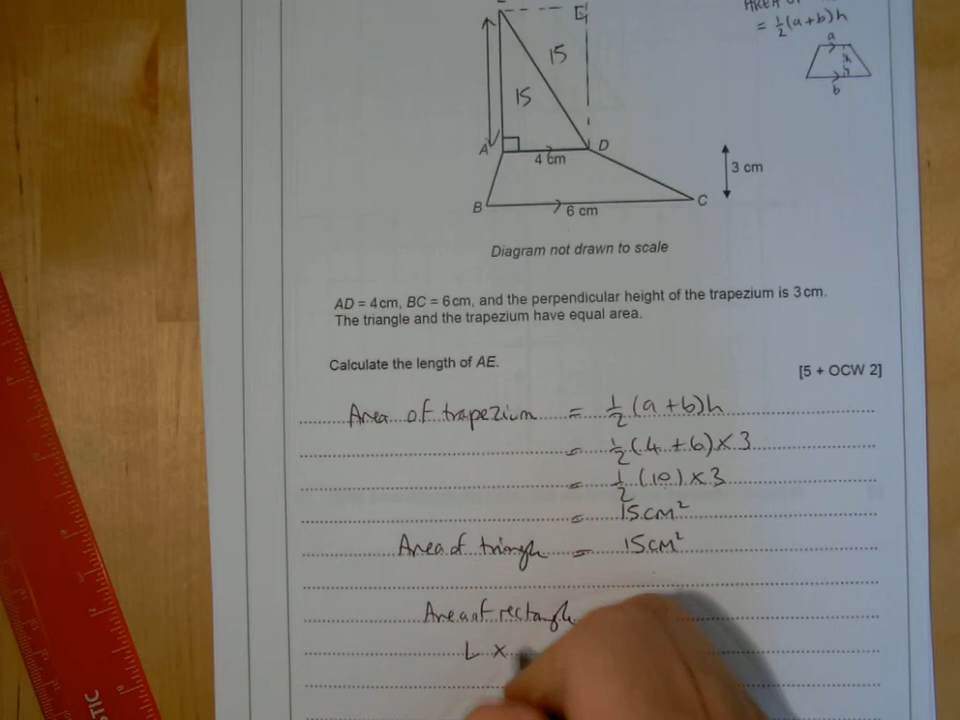 = ½(a+b)h
a
h
b
15
15
A
4 cm
D
3 cm
B
6 cm
C
Diagram not drawn to scale
AD = 4 cm, BC = 6 cm, and the perpendicular height of the trapezium is 3 cm.
The triangle and the trapezium have equal area.
Calculate the length of AE.
[5 + OCW 2]
Area of trapezium = ½(a+b)h
= ½(4+6)×3
= ½(10)×3
= 15cm²
Area of triangle = 15cm²
Area of rectangle
L ×